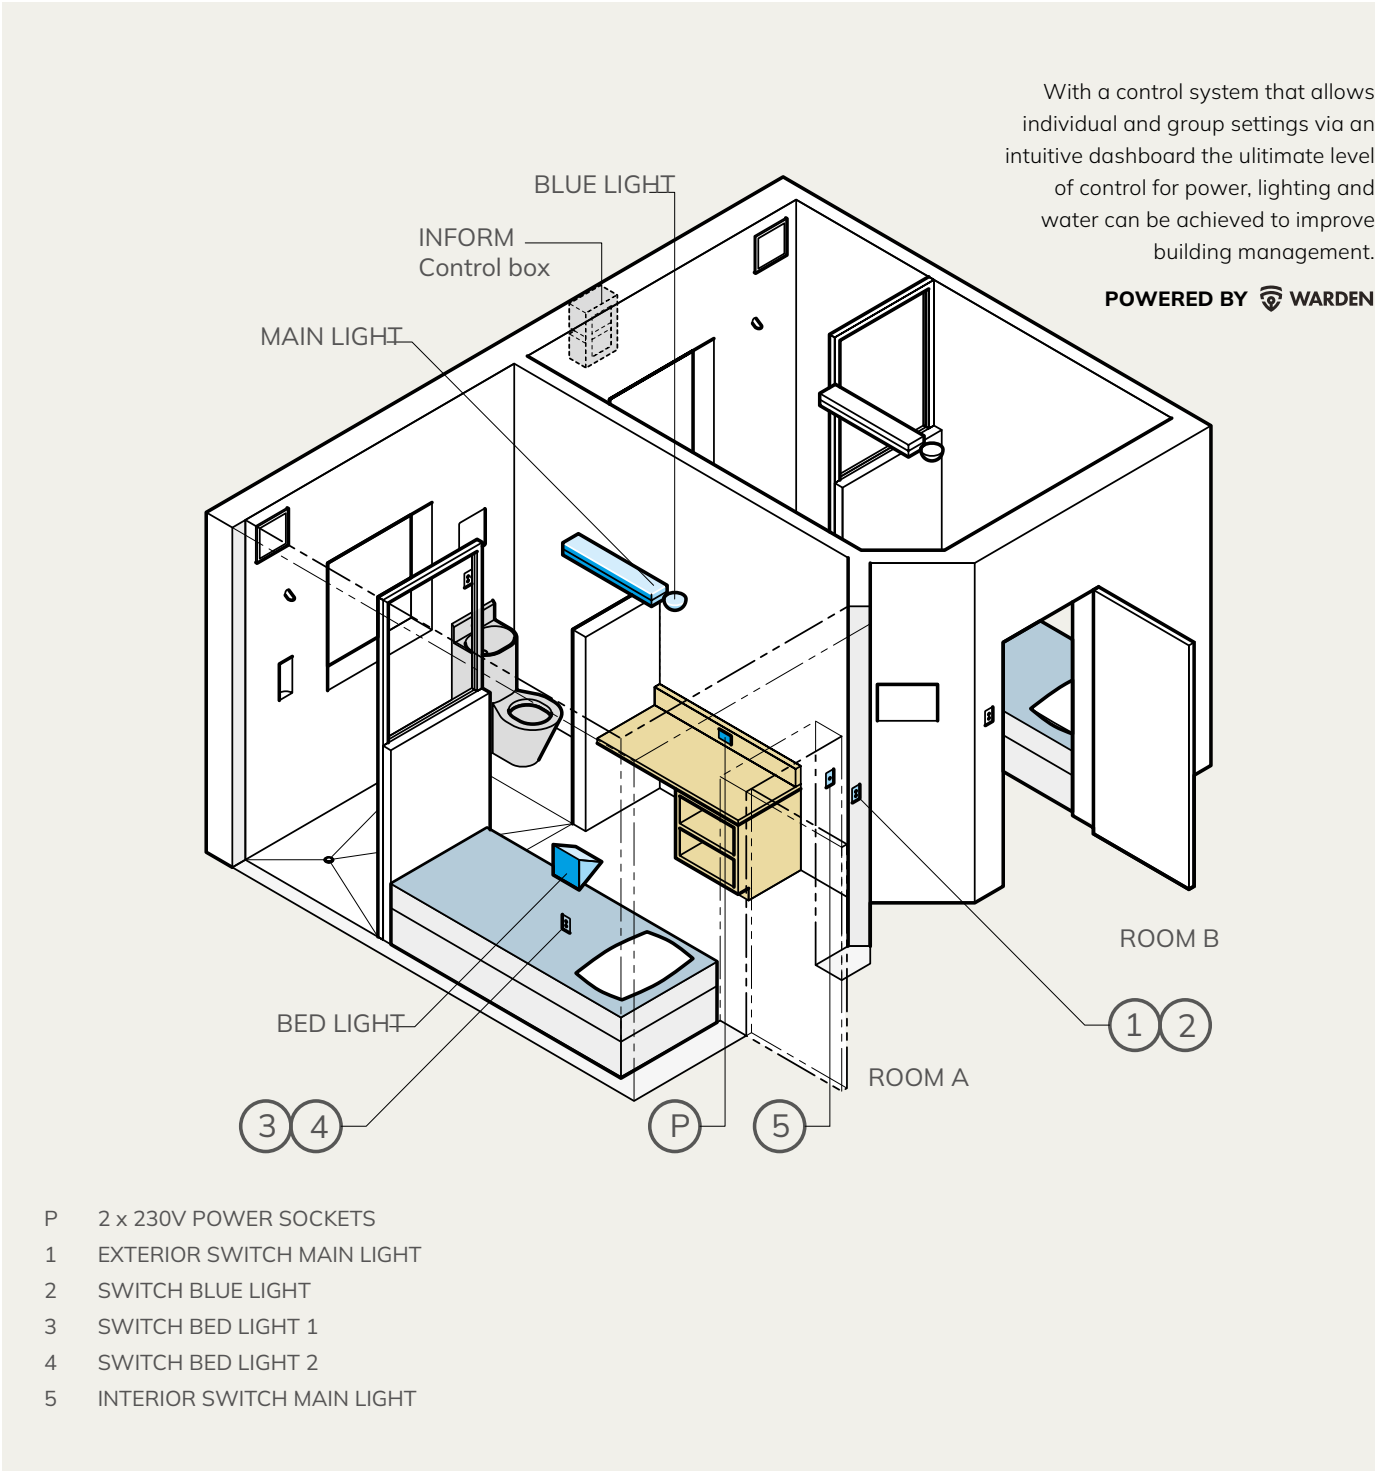 With a control system that allows
individual and group settings via an
intuitive dashboard the ulitimate level
of control for power, lighting and
water can be achieved to improve
building management.
POWERED BY WARDEN
BLUE LIGHT
INFORM
Control box
MAIN LIGHT
ROOM B
BED LIGHT
1 2
ROOM A
3 4
P
5
P 2 x 230V POWER SOCKETS
1 EXTERIOR SWITCH MAIN LIGHT
2 SWITCH BLUE LIGHT
3 SWITCH BED LIGHT 1
4 SWITCH BED LIGHT 2
5 INTERIOR SWITCH MAIN LIGHT